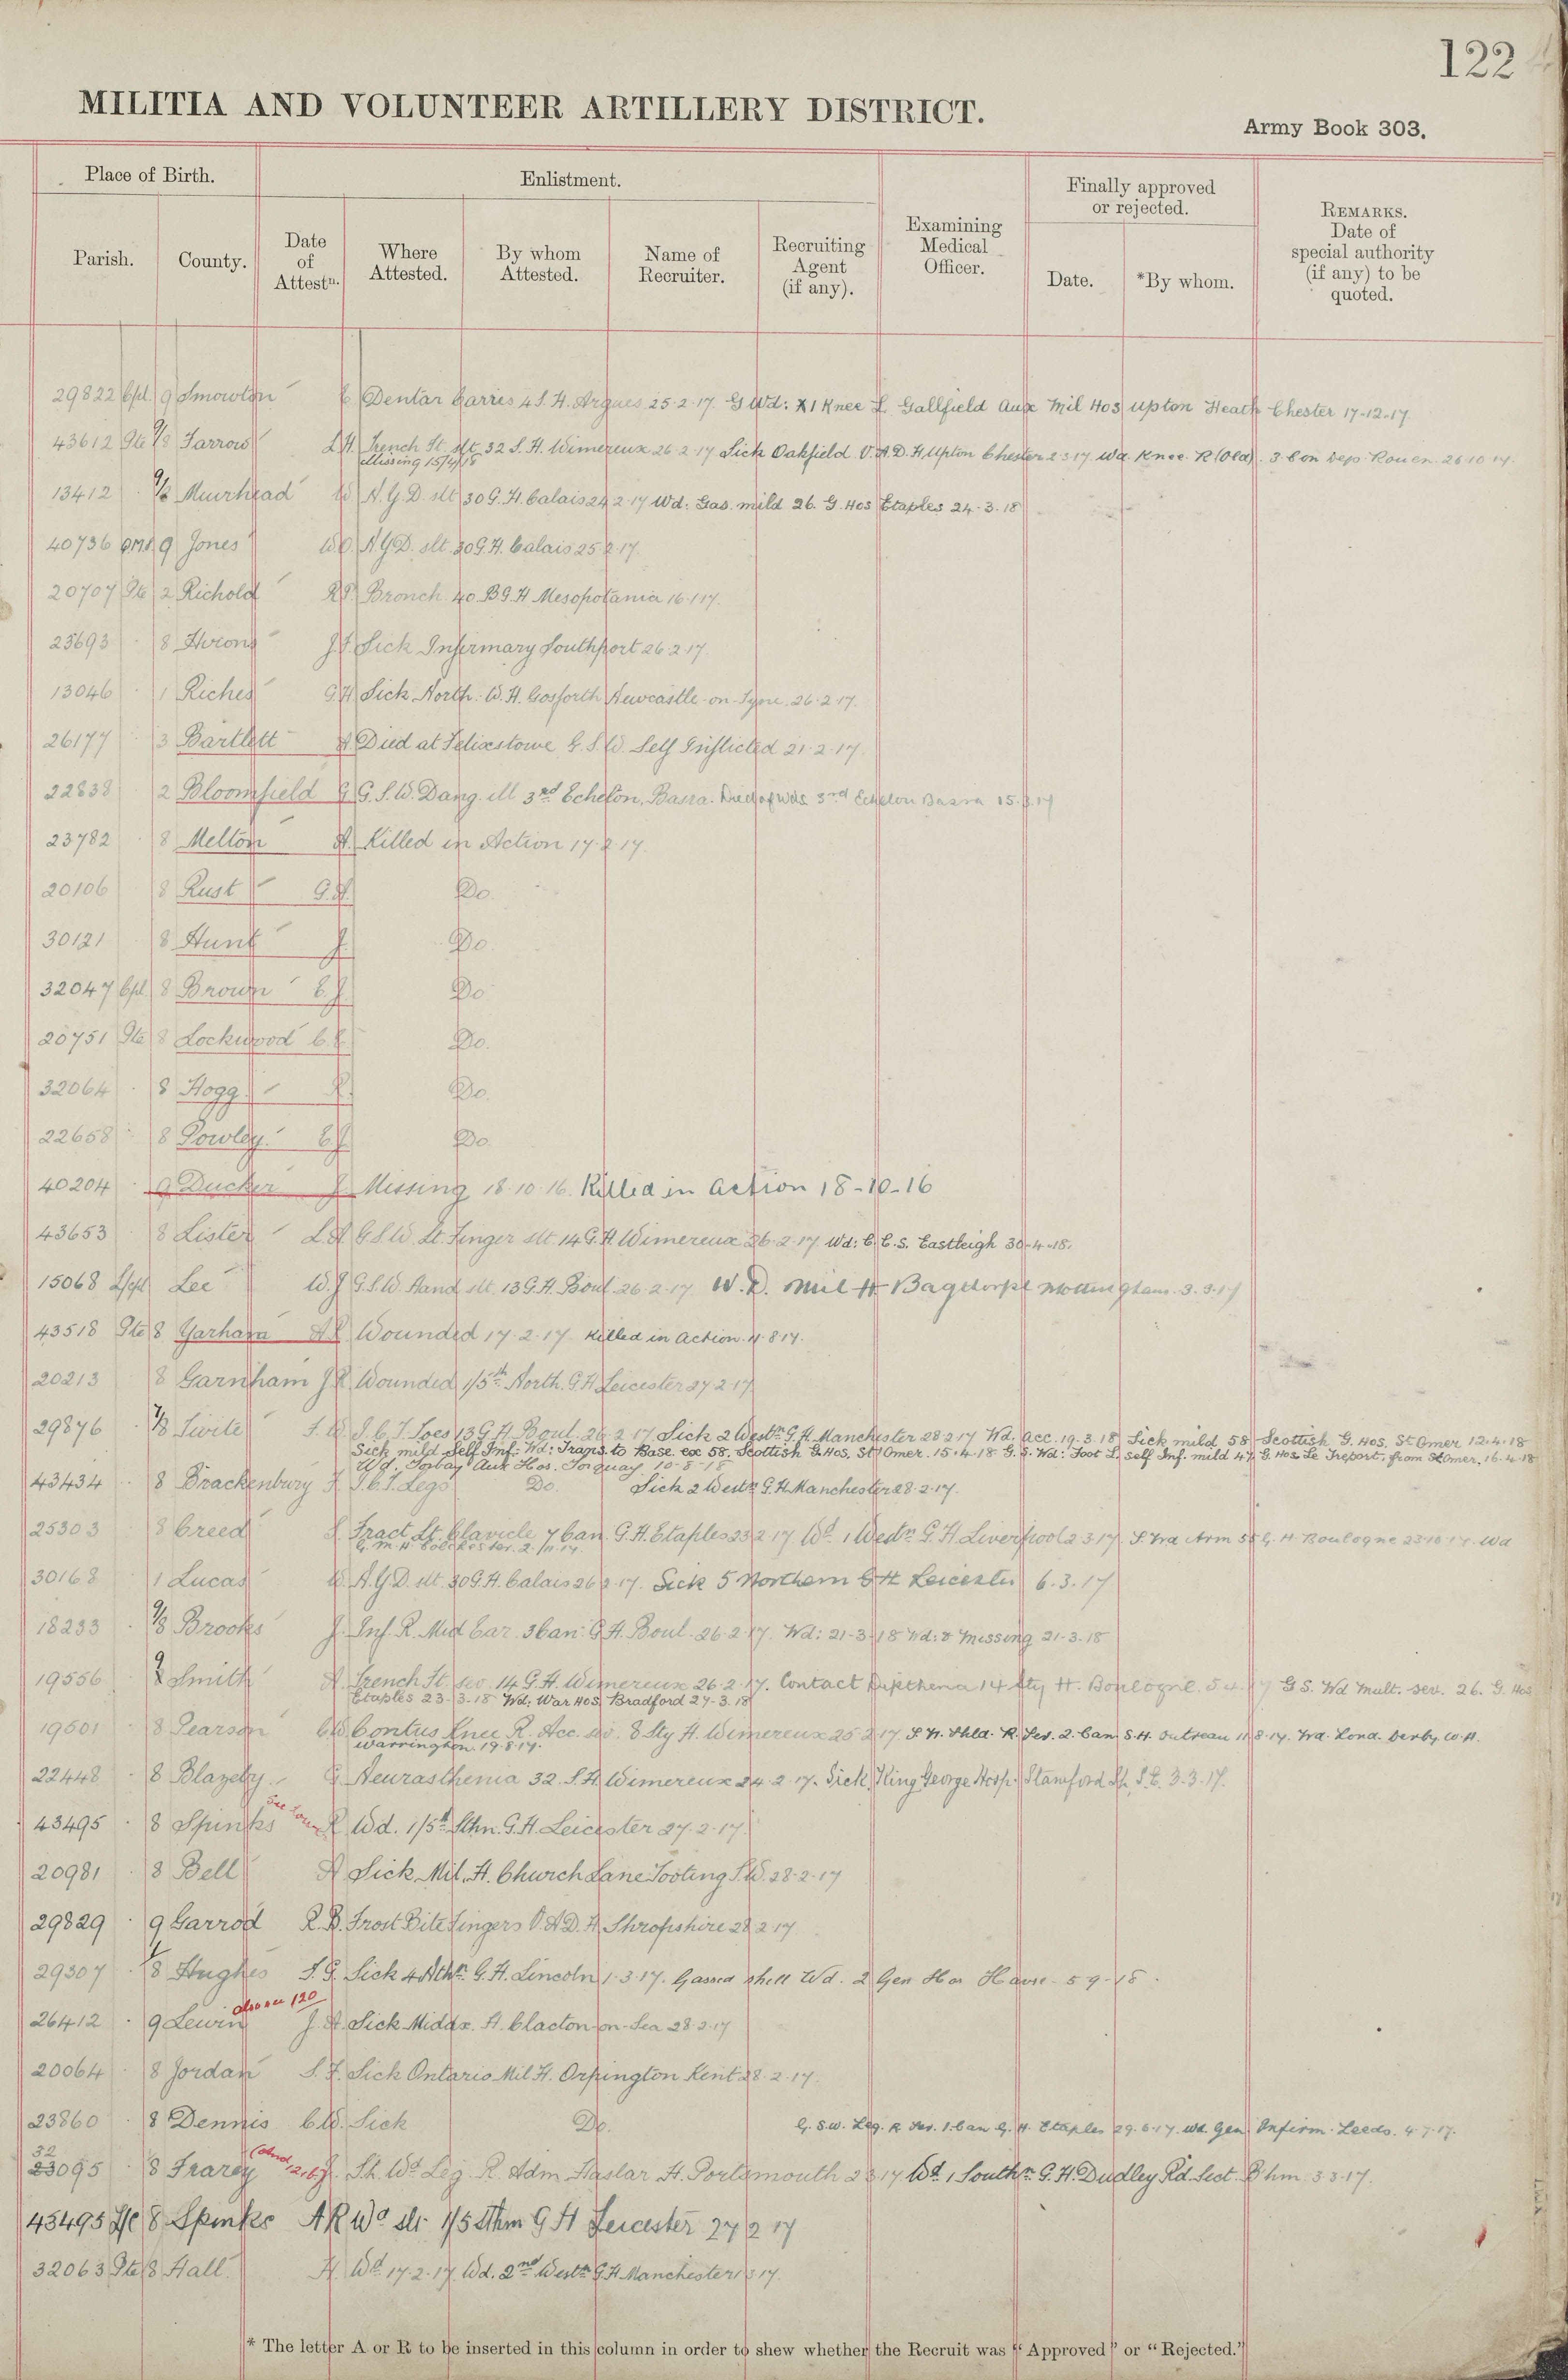 122
MILITIA AND VOLUNTEER ARTILLERY DISTRICT.
Army Book 303.
Place of Birth.
Enlistment.
Finally approved or rejected.
Parish.
County.
Date of Attestn.
Where Attested.
By whom Attested.
Name of Recruiter.
Recruiting Agent (if any).
Examining Medical Officer.
Date.
*By whom.
REMARKS. Date of special authority (if any) to be quoted.
29822 Cpl 9 Smowton C Dentar Carris 4 S.H. Arques 25.2.17. G Wd: X1 Knee L. Gallfield Aux Mil Hos Upton Heath Chester 17-12-17
43612 Pte 7/8 Farrow L.H. Trench Ft. slt 32 S.H. Wimereux 26.2.17 Sick Oakfield V.A.D.H. Upton Chester 2.3.17 Wd. Knee R (Old) 3 Con Depo Rouen 26.10.17.
Missing 15/4/18
13412 Muirhead W N.Y.D. slt 30 G.H. Calais 24.2.17 Wd: Gas. mild 26. G. Hos Etaples 24.3.18
40736 QMS 9 Jones W.C. N.Y.D. slt. 30 G.H. Calais 25.2.17.
20707 Pte 2 Richold Bronch 40 B.G.H Mesopotania 16.1.17.
23693 8 Throng J.F. Sick Infirmary Southport 26.2.17.
13046 1 Riches G.H Sick North. W.H. Gosforth Newcastle-on-Tyne. 26.2.17.
26177 3 Bartlett A Died at Felixstowe G.S.W. Self Inflicted 21.2.17.
22838 2 Bloomfield G G.S.W. Dang. ill 3rd Echelon, Basra. Died of Wds 3rd Echelon Basra 15.3.17
23782 8 Melton A. Killed in Action 17.2.17.
20106 8 Rust G.H. Do.
30121 8 Hunt J. Do
32047 Cpl 8 Brown E.J. Do
20751 Pte 8 Lockwood C.E. Do.
32064 8 Hogg R. Do.
22658 8 Powley E.J. Do.
40204 9 Ducker J Missing 18.10.16. Killed in Action 18-10-16
43653 8 Lister L.A G.S.W. Lt. Finger slt 14 G.H Wimereux 26.2.17 Wd: C.C.S. Eastleigh 30-4-18.
15068 L/Cpl Lee W.J G.S.W. Hand slt. 13 G.H. Boul. 26.2.17 W.D. Mil H Bagthorpe Nottingham. 3.3.17
43518 Pte 8 Garham Wounded 17.2.17 Killed in Action. 11.8.17.
20213 8 Garnham J.R. Wounded 1/5th North. G.H Leicester 27.2.17
29876 7/8 Twite F.W. I.C.T. Toes 13 G.H Boul. 26.2.17 Sick 2 Westn G.H. Manchester 28.2.17 Wd. Acc. 19.3.18 Sick mild 58 Scottish G. Hos. St Omer 12.4.18
Sick mild self Inf: Wd: Trans. to Base ex 58. Scottish G. Hos. St Omer. 15.4.18 G.S. Wd: Foot L. self Inf. mild 47 G. Hos Le Treport, from St Omer. 16.4.18
Wd. Torbay Aux Hos. Torquay 10-5-18
43434 8 Brackenbury F. I.C.T. Legs Do. Sick 2 Westn G.H. Manchester 28.2.17.
25303 8 Creed Fract Lt. Clavicle 7 Can. G.H. Etaples 23.2.17 Wd. 1 Westn G.H Liverpool 2.3.17. Arm 55 G.H Boulogne 23.10.17. Wd
G.M.H Colchester. 2/11.17.
30168 1 Lucas W. N.Y.D. slt. 30 G.H. Calais 26.2.17. Sick 5 Northern G H Leicester 6.3.17
18233 9/8 Brooks J. Inf. R. Mid Ear. 3 Can. G.H. Boul. 26.2.17. Wd: 21-3-18 Wd: & Missing 21.3.18
19556 Smith A. Trench Ft. sev. 14 G.H. Wimereux 26.2.17. Contact Diptheria 14 Sty H. Boulogne. G S. Wd Mult. sev. 26. G. Hos
Etaples 23.3.18 Wd: War Hos. Bradford 27.3.18
19501 8 Pearson C.W. Contus Knee R. Acc. sev. 8 Sty H. Wimereux 25.2.17 Shld. R. Sev. 2. Can S.H. Outreau 11.8.17. Wd. Lond. Derby W.H.
Warrington. 19.8.17.
22448 8 Blazeby G. Neurasthenia 32 S.H. Wimereux 24.2.17. Sick, King George Hosp. Stamford St. S.E. 3.3.17.
43495 8 Spinks see lower R Wd. 1/5th Nthn. G.H. Leicester 27.2.17.
20981 8 Bell A Sick, Mil. H. Church Lane Tooting S.W. 28.2.17
29829 9 Garrod R.B. Frost Bite Fingers V.A.D.H. Shropshire 28.2.17
29307 8 Hughes S.G. Sick 4 Nthn. G.H. Lincoln 1.3.17. Gassed shell Wd. 2 Gen Hos Havre. 5-9-18.
also see 120
26412 9 Lewin J.A. Sick Middx. H. Clacton-on-Sea 28.2.17
20064 8 Jordan S.F. Sick Ontario Mil H. Orpington Kent 28.2.17.
23860 8 Dennis C.W. Sick Do. G.S.W. Leg. R Sev. 1. Can G.H. Etaples 29.6.17. Wd. Gen Infirm. Leeds. 4.7.17.
32
23095 8 Frarey J. Sh. Wd Leg R. Adm. Haslar H. Portsmouth 2.3.17 Wd. 1 Southn. G.H. Dudley Rd. Sect. Bhm. 3.3.17.
43495 L/C 8 Spinks A R Wd slt 1/5 Nthrn G H Leicester 27 2 17
32063 Pte 8 Hall H. Wd 17.2.17. Wd. 2nd Westn G.H Manchester 1.3.17.
* The letter A or R to be inserted in this column in order to shew whether the Recruit was "Approved" or "Rejected."